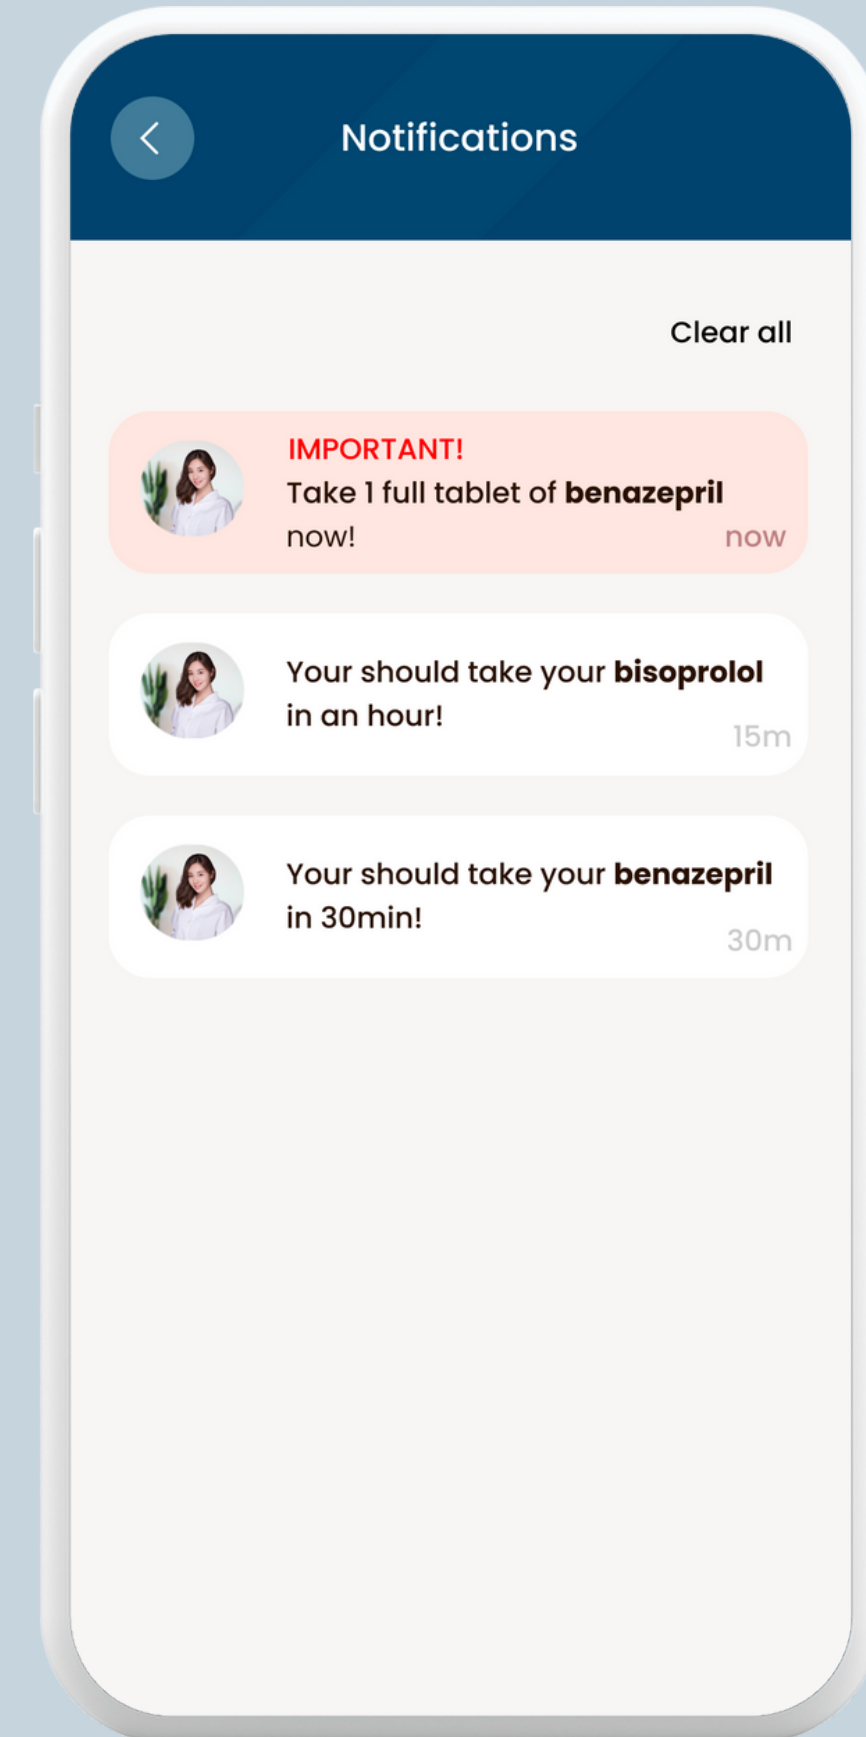 Notifications
Clear all
IMPORTANT!
Take 1 full tablet of benazepril
now!
now
Your should take your bisoprolol
in an hour!
15m
Your should take your benazepril
in 30min!
30m